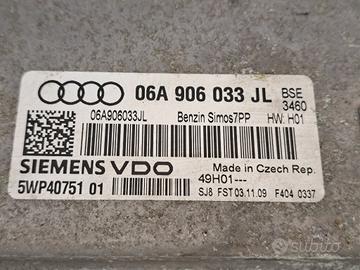 06A 906 033 JL BSE
3460
06A906033JL Benzin Simos7PP HW: H01
SIEMENS VDO Made in Czech Rep.
49H01---
5WP40751 01 SJ8 FST 03.11.09 F404 0337
subito